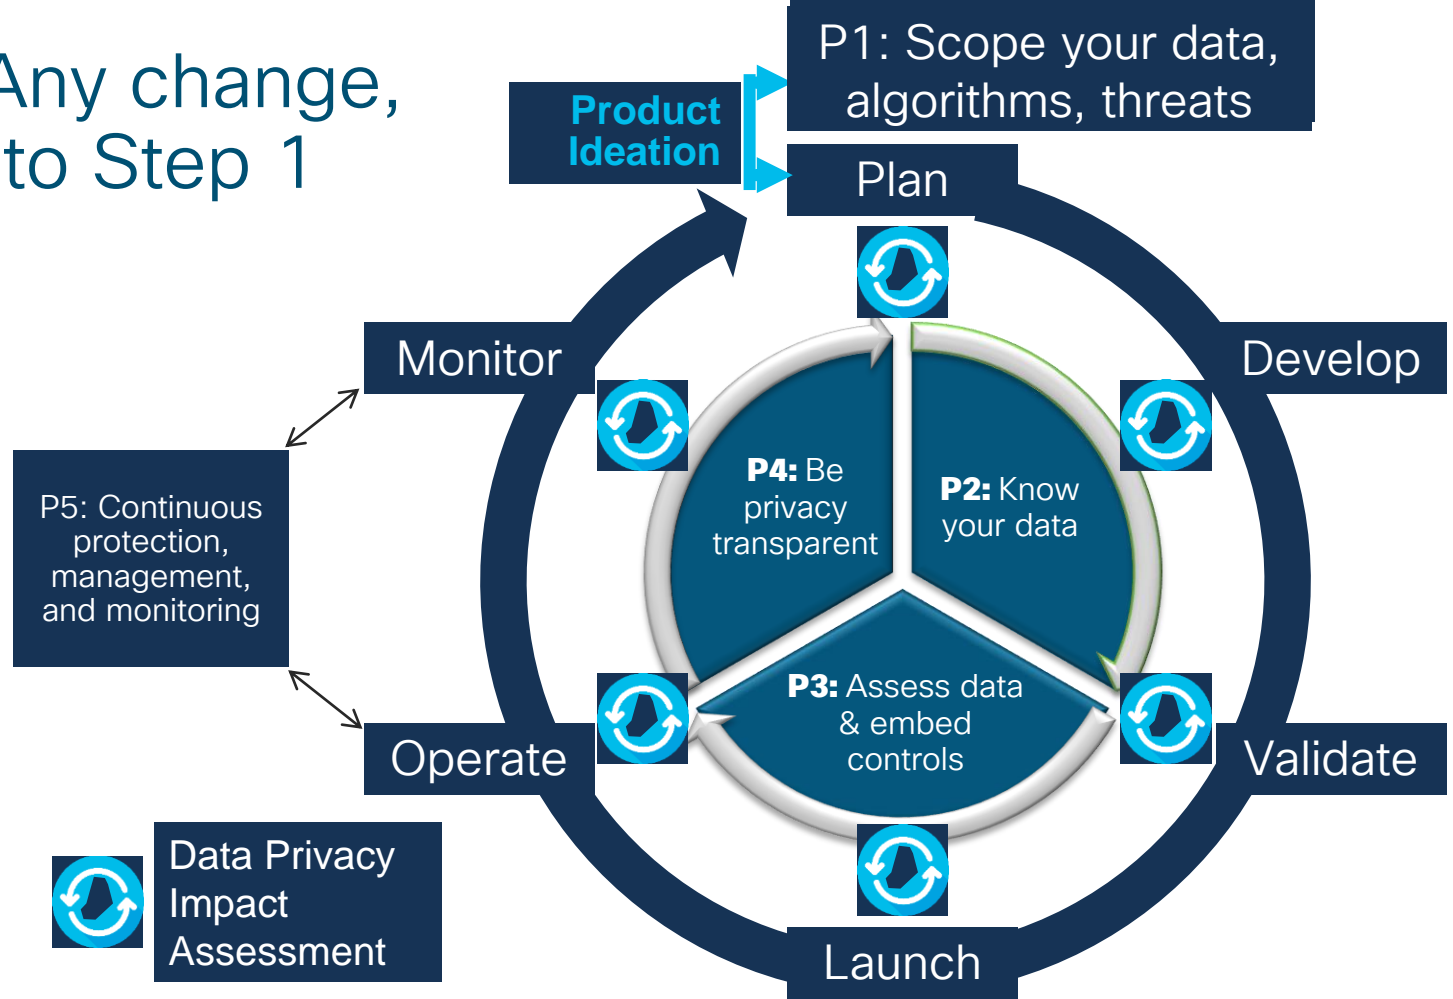 Any change,
to Step 1
Product
Ideation
P1: Scope your data,
algorithms, threats
Plan
Monitor
Develop
P4: Be
privacy
transparent
P2: Know
your data
P5: Continuous
protection,
management,
and monitoring
P3: Assess data
& embed
controls
Operate
Validate
Data Privacy
Impact
Assessment
Launch